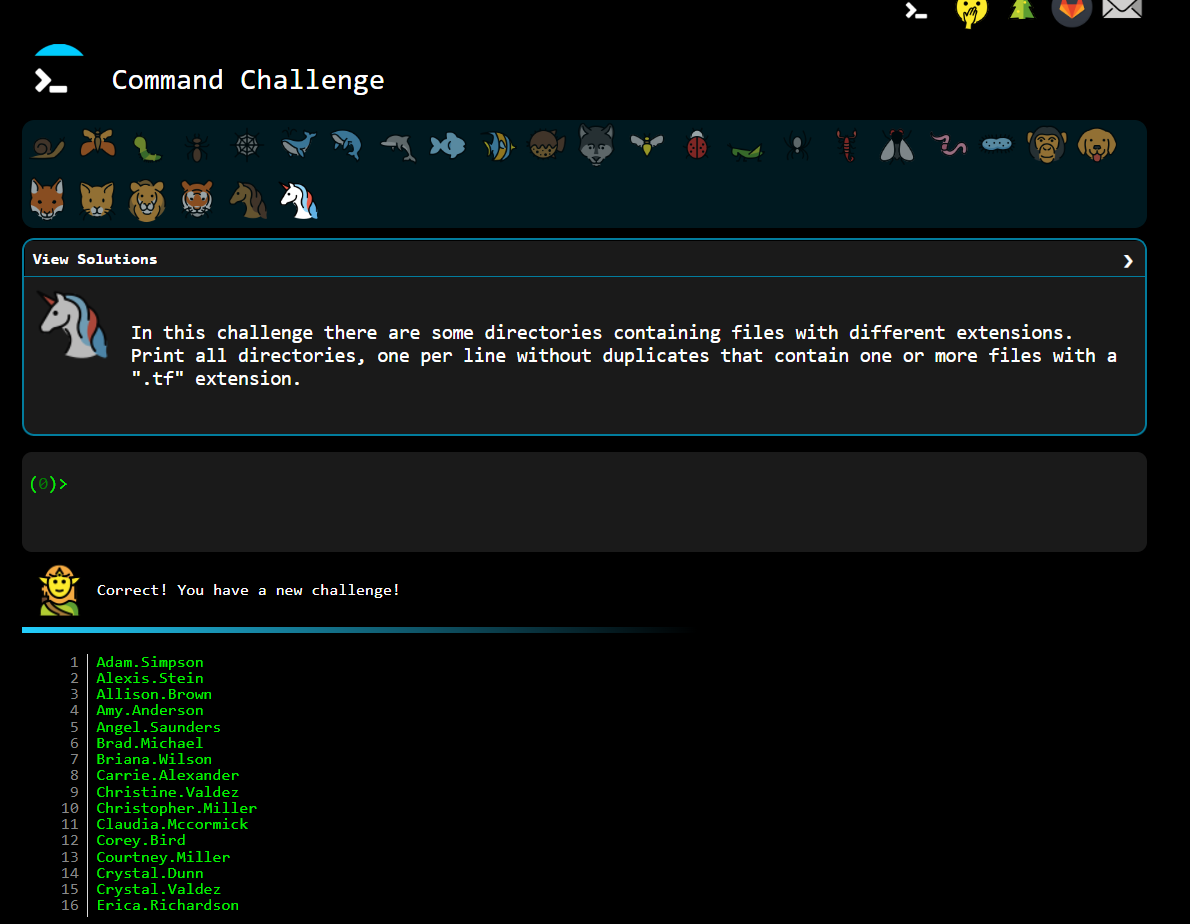 Command Challenge
View Solutions
In this challenge there are some directories containing files with different extensions.
Print all directories, one per line without duplicates that contain one or more files with a
".tf" extension.
(0)>
Correct! You have a new challenge!
1 Adam.Simpson
2 Alexis.Stein
3 Allison.Brown
4 Amy.Anderson
5 Angel.Saunders
6 Brad.Michael
7 Briana.Wilson
8 Carrie.Alexander
9 Christine.Valdez
10 Christopher.Miller
11 Claudia.Mccormick
12 Corey.Bird
13 Courtney.Miller
14 Crystal.Dunn
15 Crystal.Valdez
16 Erica.Richardson